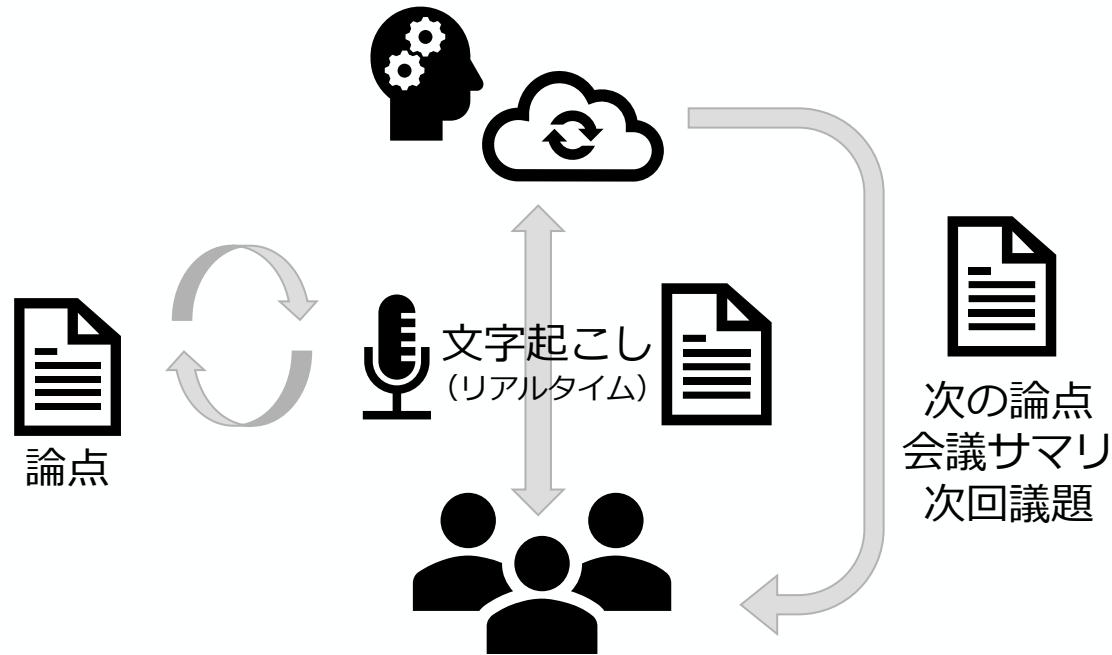 文字起こし
（リアルタイム）
論点
次の論点
会議サマリ
次回議題